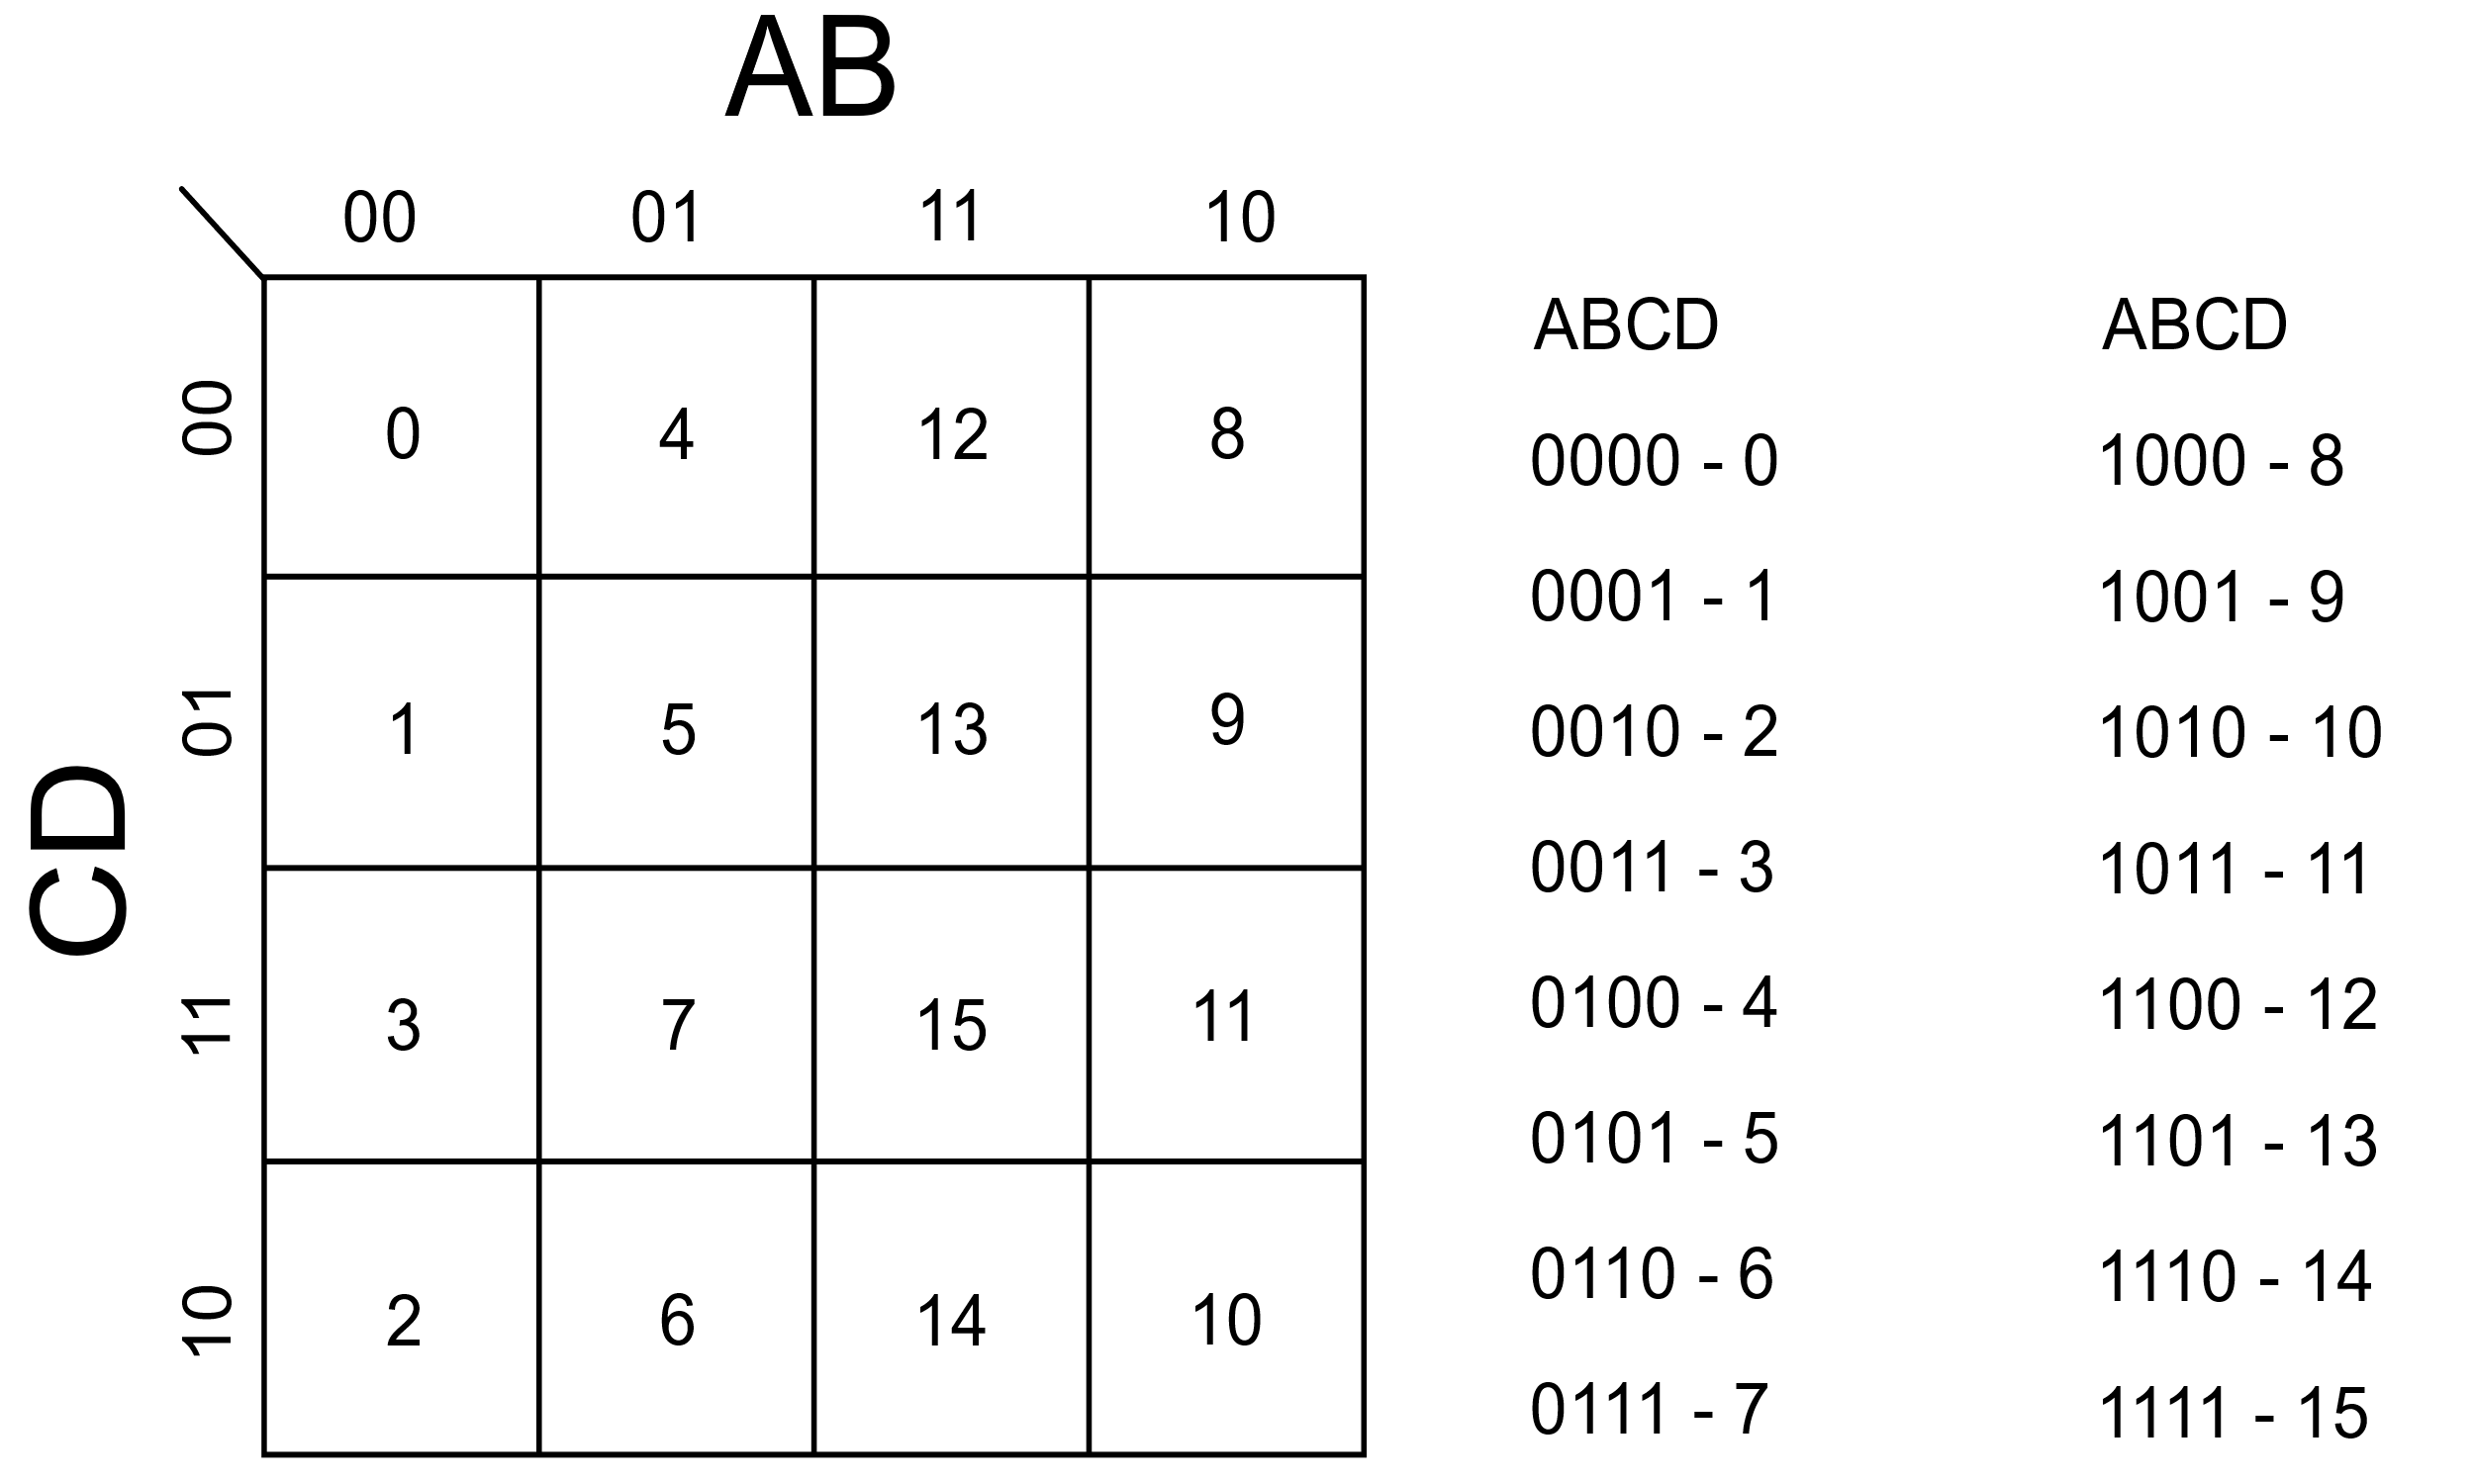 AB
00 01 11 10
CD
00 0 4 12 8
01 1 5 13 9
11 3 7 15 11
10 2 6 14 10
ABCD
0000 - 0
0001 - 1
0010 - 2
0011 - 3
0100 - 4
0101 - 5
0110 - 6
0111 - 7
ABCD
1000 - 8
1001 - 9
1010 - 10
1011 - 11
1100 - 12
1101 - 13
1110 - 14
1111 - 15